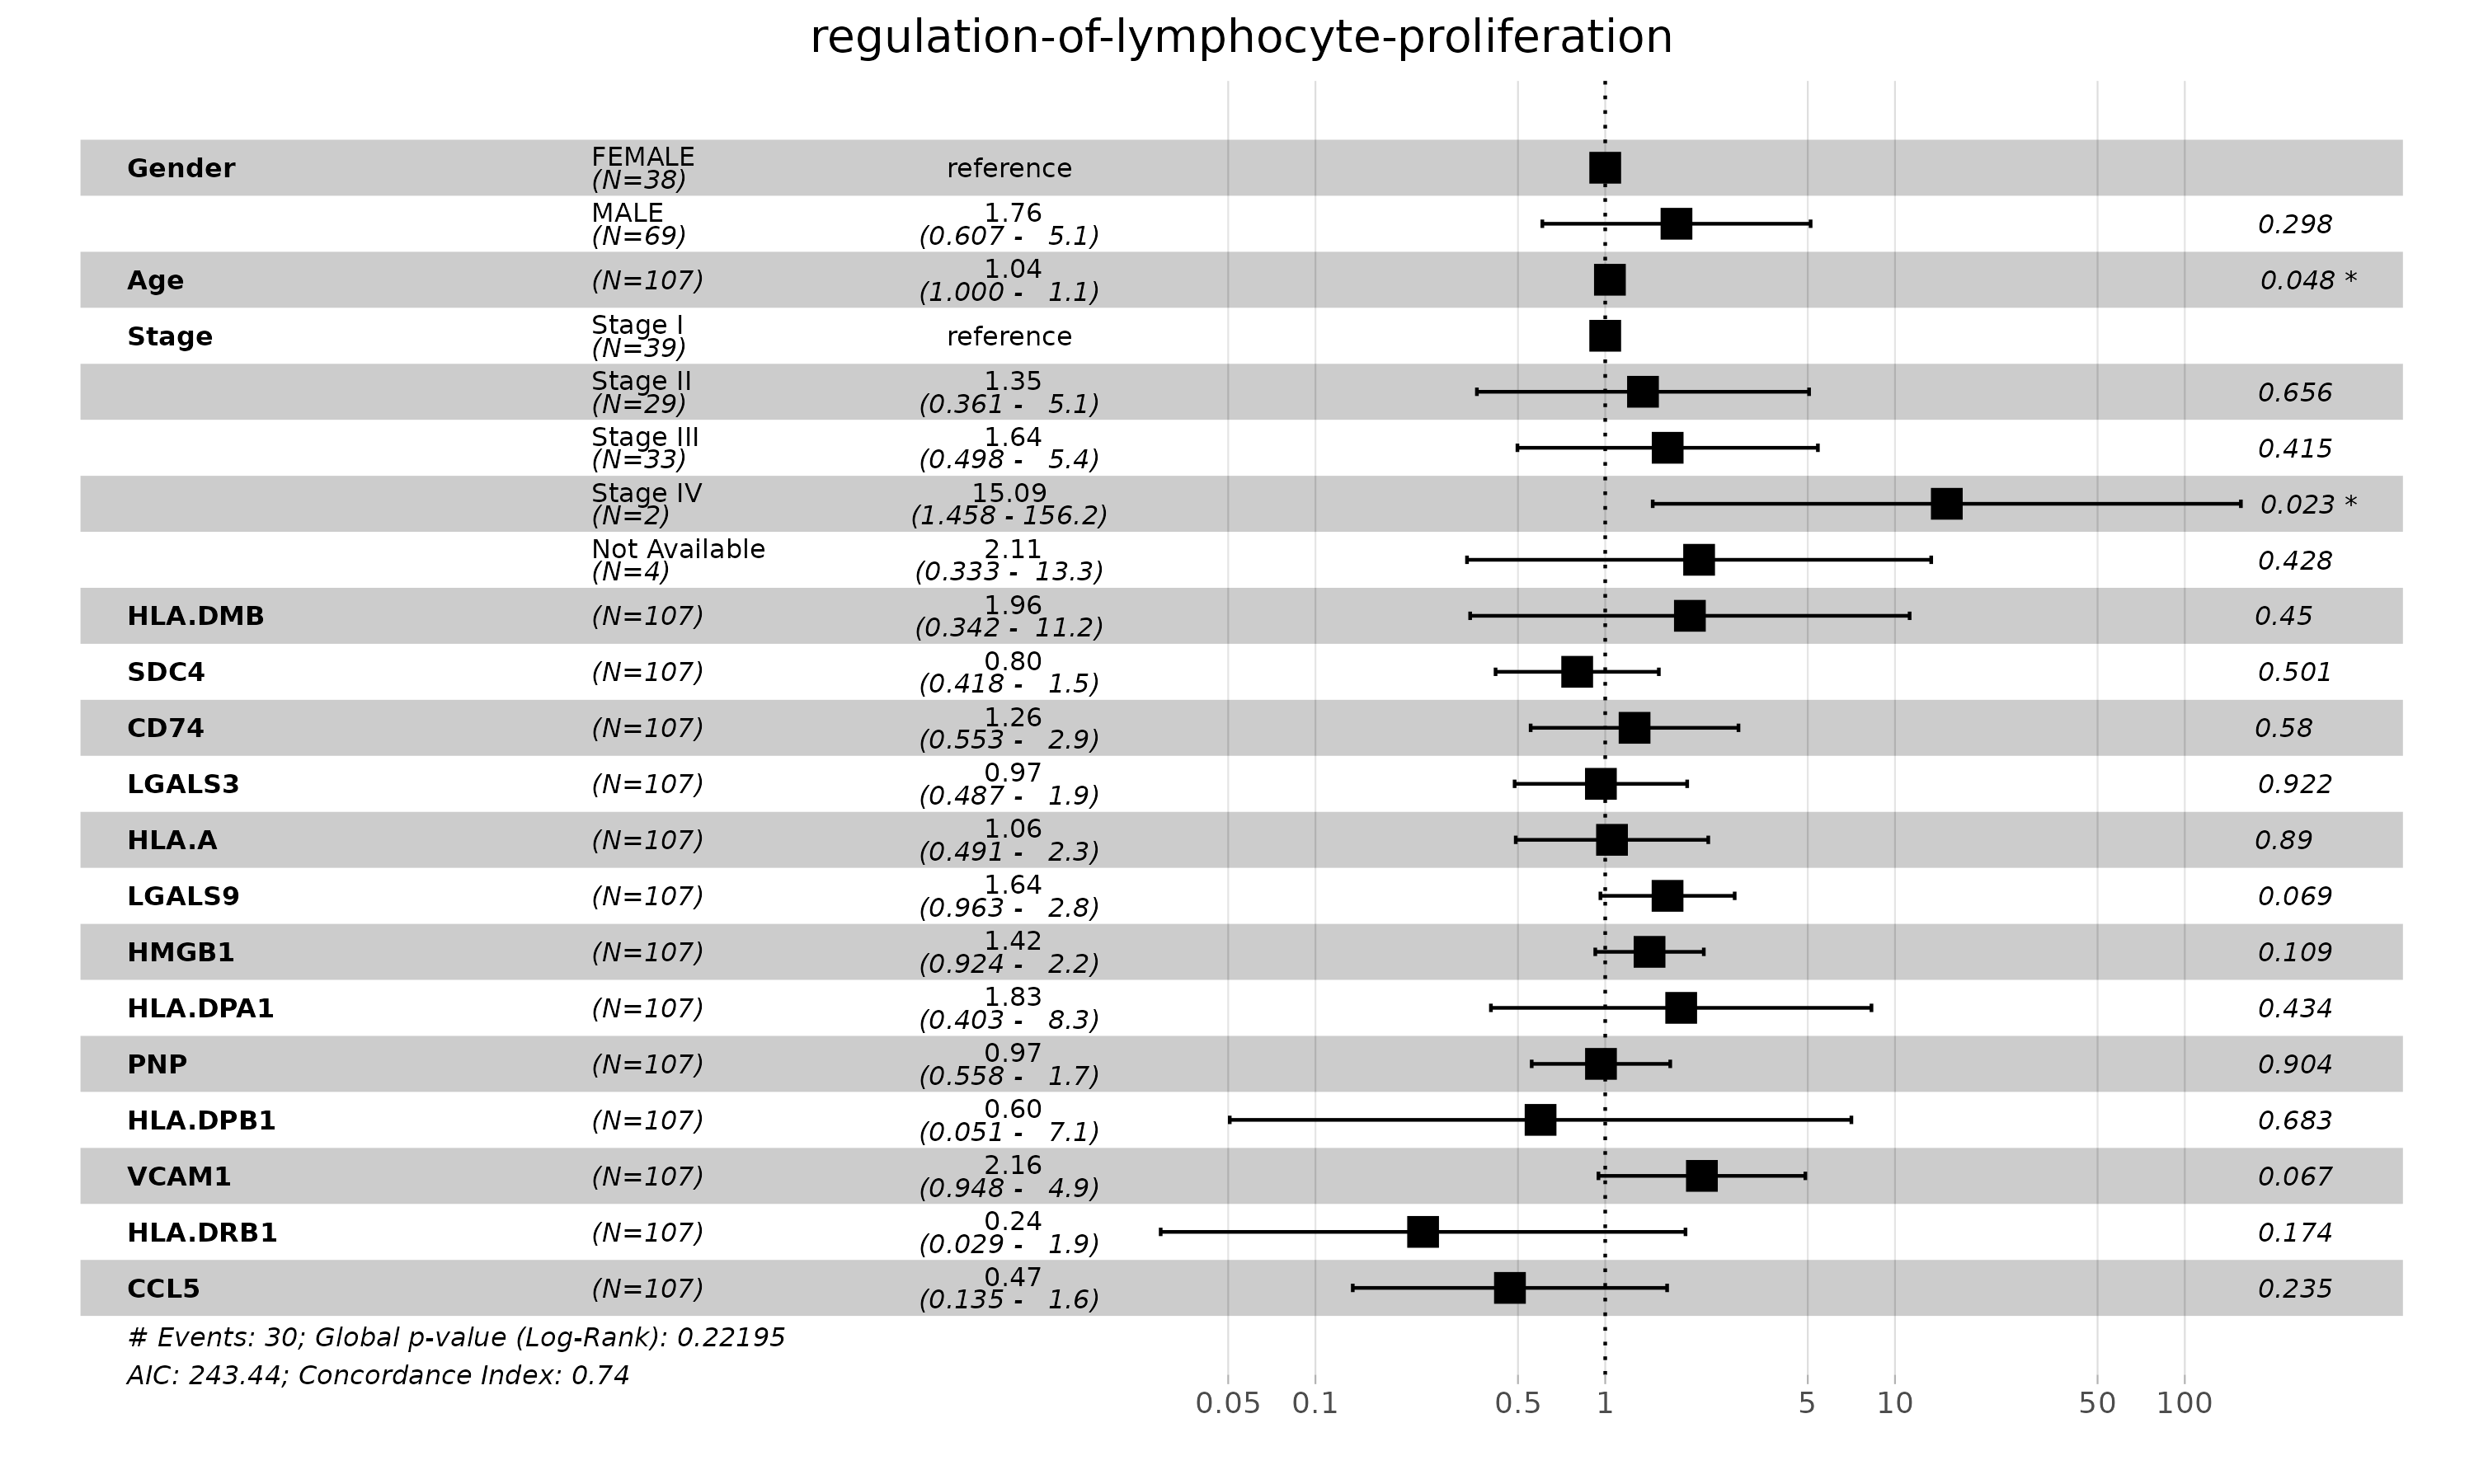 regulation-of-lymphocyte-proliferation
Gender FEMALE reference
(N=38)
MALE 1.76 0.298
(N=69) (0.607 - 5.1)
Age (N=107) 1.04 0.048 *
(1.000 - 1.1)
Stage Stage I reference
(N=39)
Stage II 1.35 0.656
(N=29) (0.361 - 5.1)
Stage III 1.64 0.415
(N=33) (0.498 - 5.4)
Stage IV 15.09 0.023 *
(N=2) (1.458 - 156.2)
Not Available 2.11 0.428
(N=4) (0.333 - 13.3)
HLA.DMB (N=107) 1.96 0.45
(0.342 - 11.2)
SDC4 (N=107) 0.80 0.501
(0.418 - 1.5)
CD74 (N=107) 1.26 0.58
(0.553 - 2.9)
LGALS3 (N=107) 0.97 0.922
(0.487 - 1.9)
HLA.A (N=107) 1.06 0.89
(0.491 - 2.3)
LGALS9 (N=107) 1.64 0.069
(0.963 - 2.8)
HMGB1 (N=107) 1.42 0.109
(0.924 - 2.2)
HLA.DPA1 (N=107) 1.83 0.434
(0.403 - 8.3)
PNP (N=107) 0.97 0.904
(0.558 - 1.7)
HLA.DPB1 (N=107) 0.60 0.683
(0.051 - 7.1)
VCAM1 (N=107) 2.16 0.067
(0.948 - 4.9)
HLA.DRB1 (N=107) 0.24 0.174
(0.029 - 1.9)
CCL5 (N=107) 0.47 0.235
(0.135 - 1.6)
# Events: 30; Global p-value (Log-Rank): 0.22195
AIC: 243.44; Concordance Index: 0.74
0.05 0.1 0.5 1 5 10 50 100